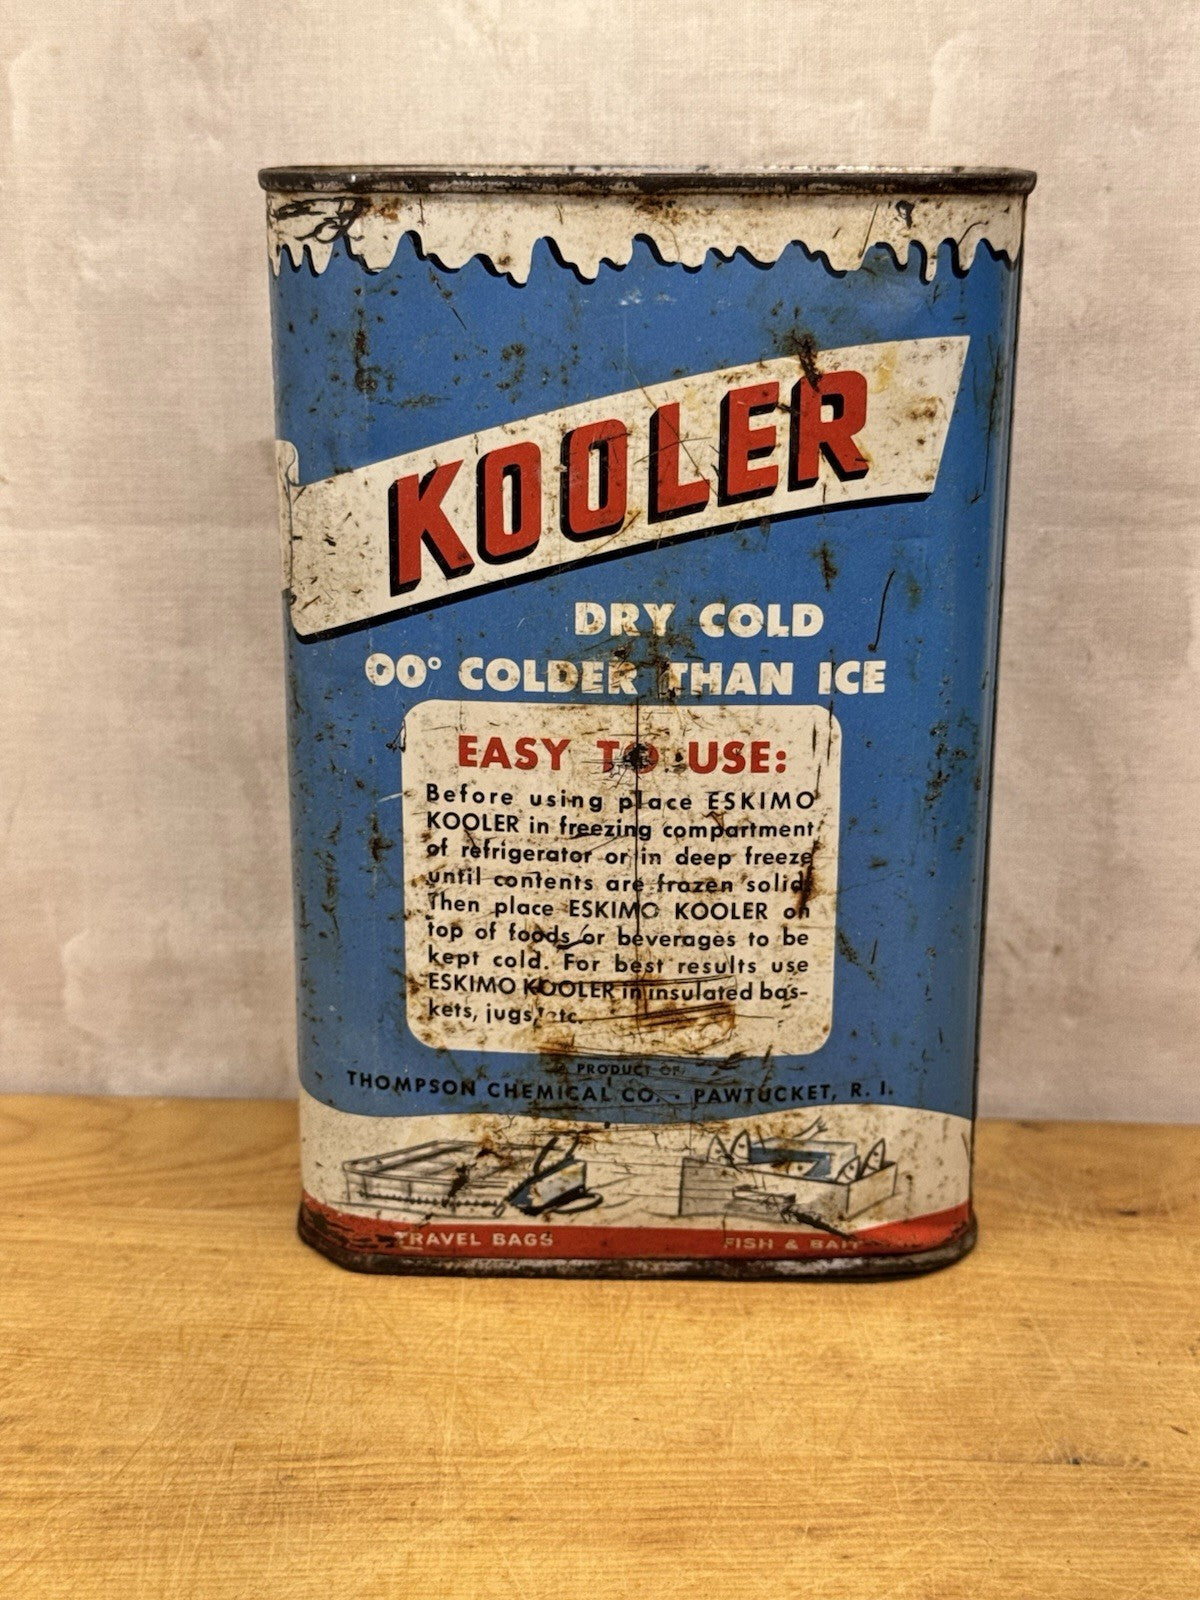 KOOLER
DRY COLD
00° COLDER THAN ICE
EASY TO USE:
Before using place ESKIMO
KOOLER in freezing compartment
of refrigerator or in deep freeze
until contents are frozen solid.
Then place ESKIMO KOOLER on
top of foods or beverages to be
kept cold. For best results use
ESKIMO KOOLER in insulated bas-
kets, jugs, etc.
A PRODUCT OF
THOMPSON CHEMICAL CO. · PAWTUCKET, R. I.
TRAVEL BAGS
FISH & BAIT